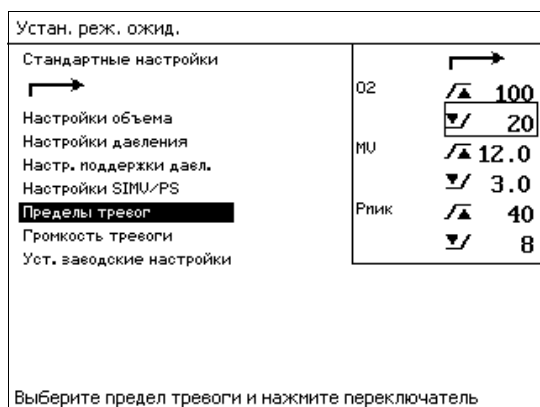 Устан. реж. ожид.
Стандартные настройки
Настройки объема
Настройки давления
Настр. поддержки давл.
Настройки SIMV/PS
Пределы тревог
Громкость тревоги
Уст. заводские настройки
O2 100
20
MV 12.0
3.0
Pпик 40
8
Выберите предел тревоги и нажмите переключатель